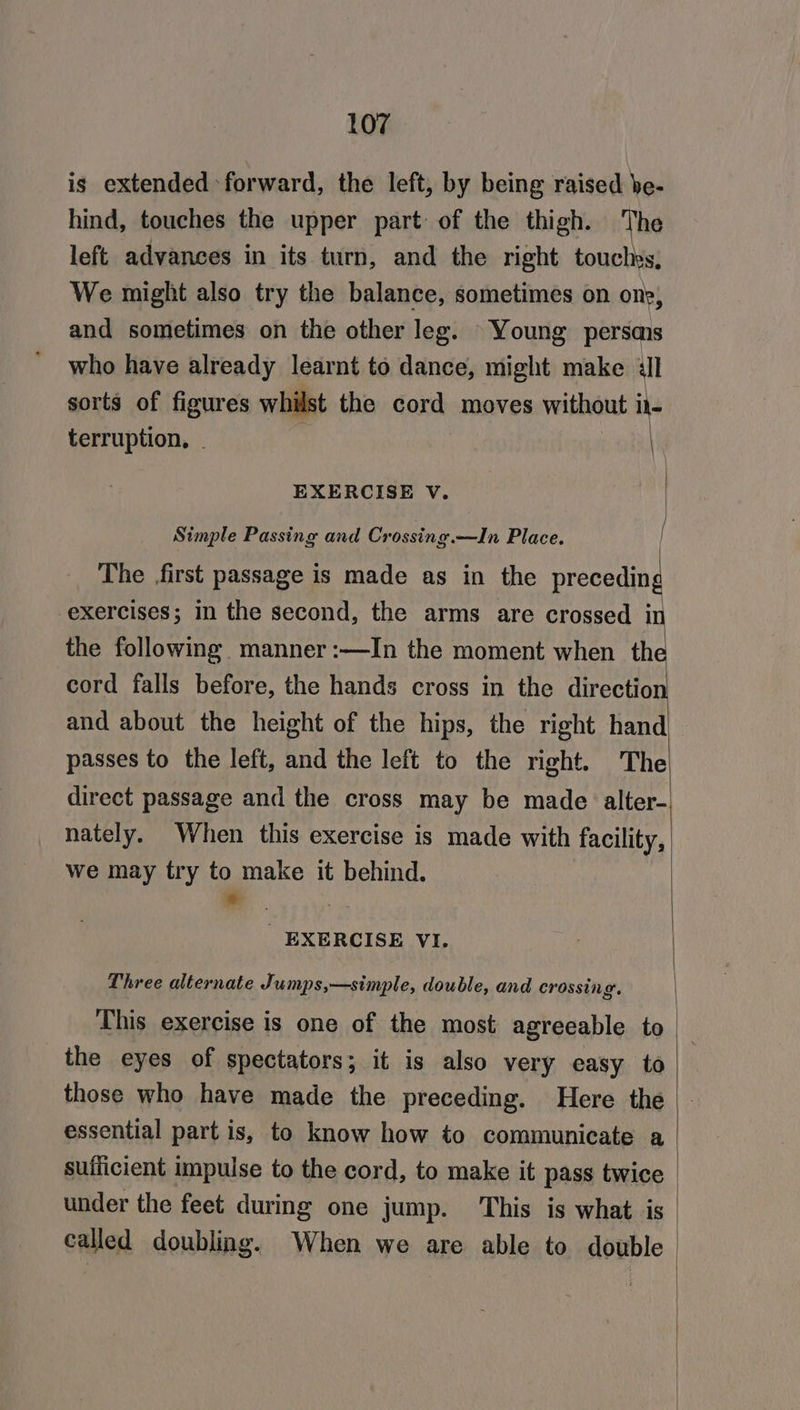 107
is extended forward, the left, by being raised be-
hind, touches the upper part of the thigh. The
left advances in its turn, and the right touches,
We might also try the balance, sometimes on one,
and sometimes on the other leg. Young persons
who have already learnt to dance, might make all
sorts of figures whilst the cord moves without in-
terruption.
EXERCISE V.
Simple Passing and Crossing.—In Place.
The first passage is made as in the preceding
exercises; in the second, the arms are crossed in
the following manner:—In the moment when the
cord falls before, the hands cross in the direction
and about the height of the hips, the right hand
passes to the left, and the left to the right. The
direct passage and the cross may be made alter-
nately. When this exercise is made with facility,
we may try to make it behind.
EXERCISE VI.
Three alternate Jumps,—simple, double, and crossing.
This exercise is one of the most agreeable to
the eyes of spectators; it is also very easy to
those who have made the preceding. Here the
essential part is, to know how to communicate a
sufficient impulse to the cord, to make it pass twice
under the feet during one jump. This is what is
called doubling. When we are able to double